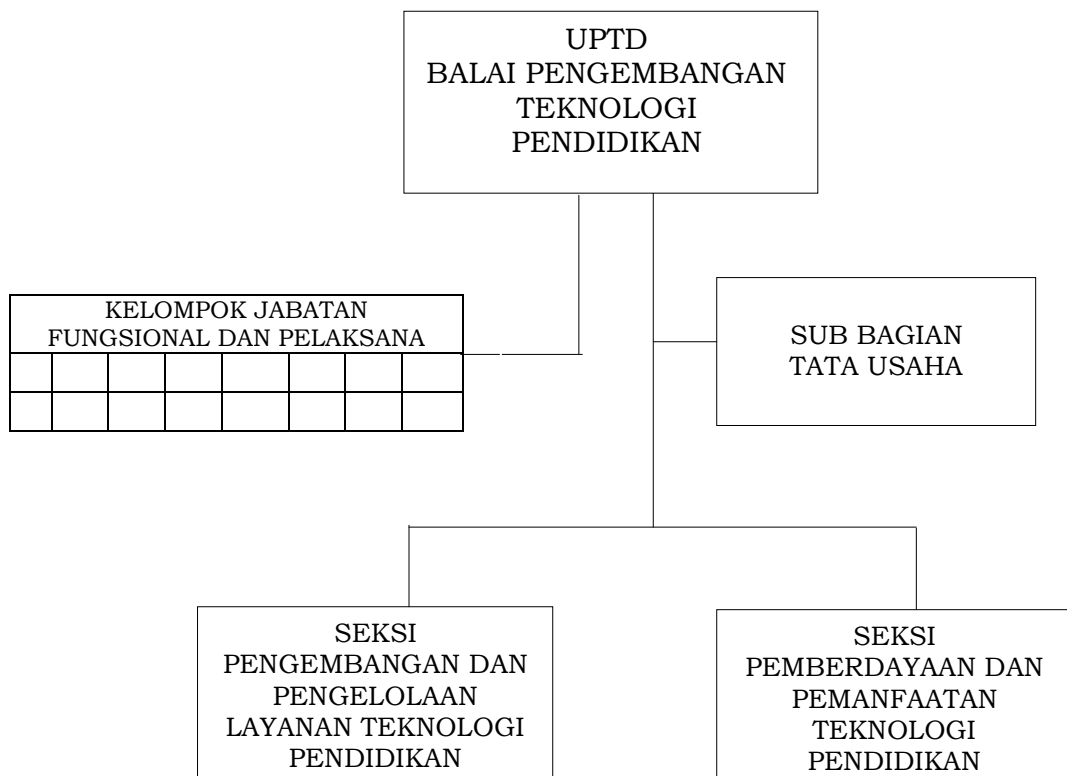 UPTD
BALAI PENGEMBANGAN
TEKNOLOGI
PENDIDIKAN
KELOMPOK JABATAN
FUNGSIONAL DAN PELAKSANA
SUB BAGIAN
TATA USAHA
SEKSI
PENGEMBANGAN DAN
PENGELOLAAN
LAYANAN TEKNOLOGI
PENDIDIKAN
SEKSI
PEMBERDAYAAN DAN
PEMANFAATAN
TEKNOLOGI
PENDIDIKAN